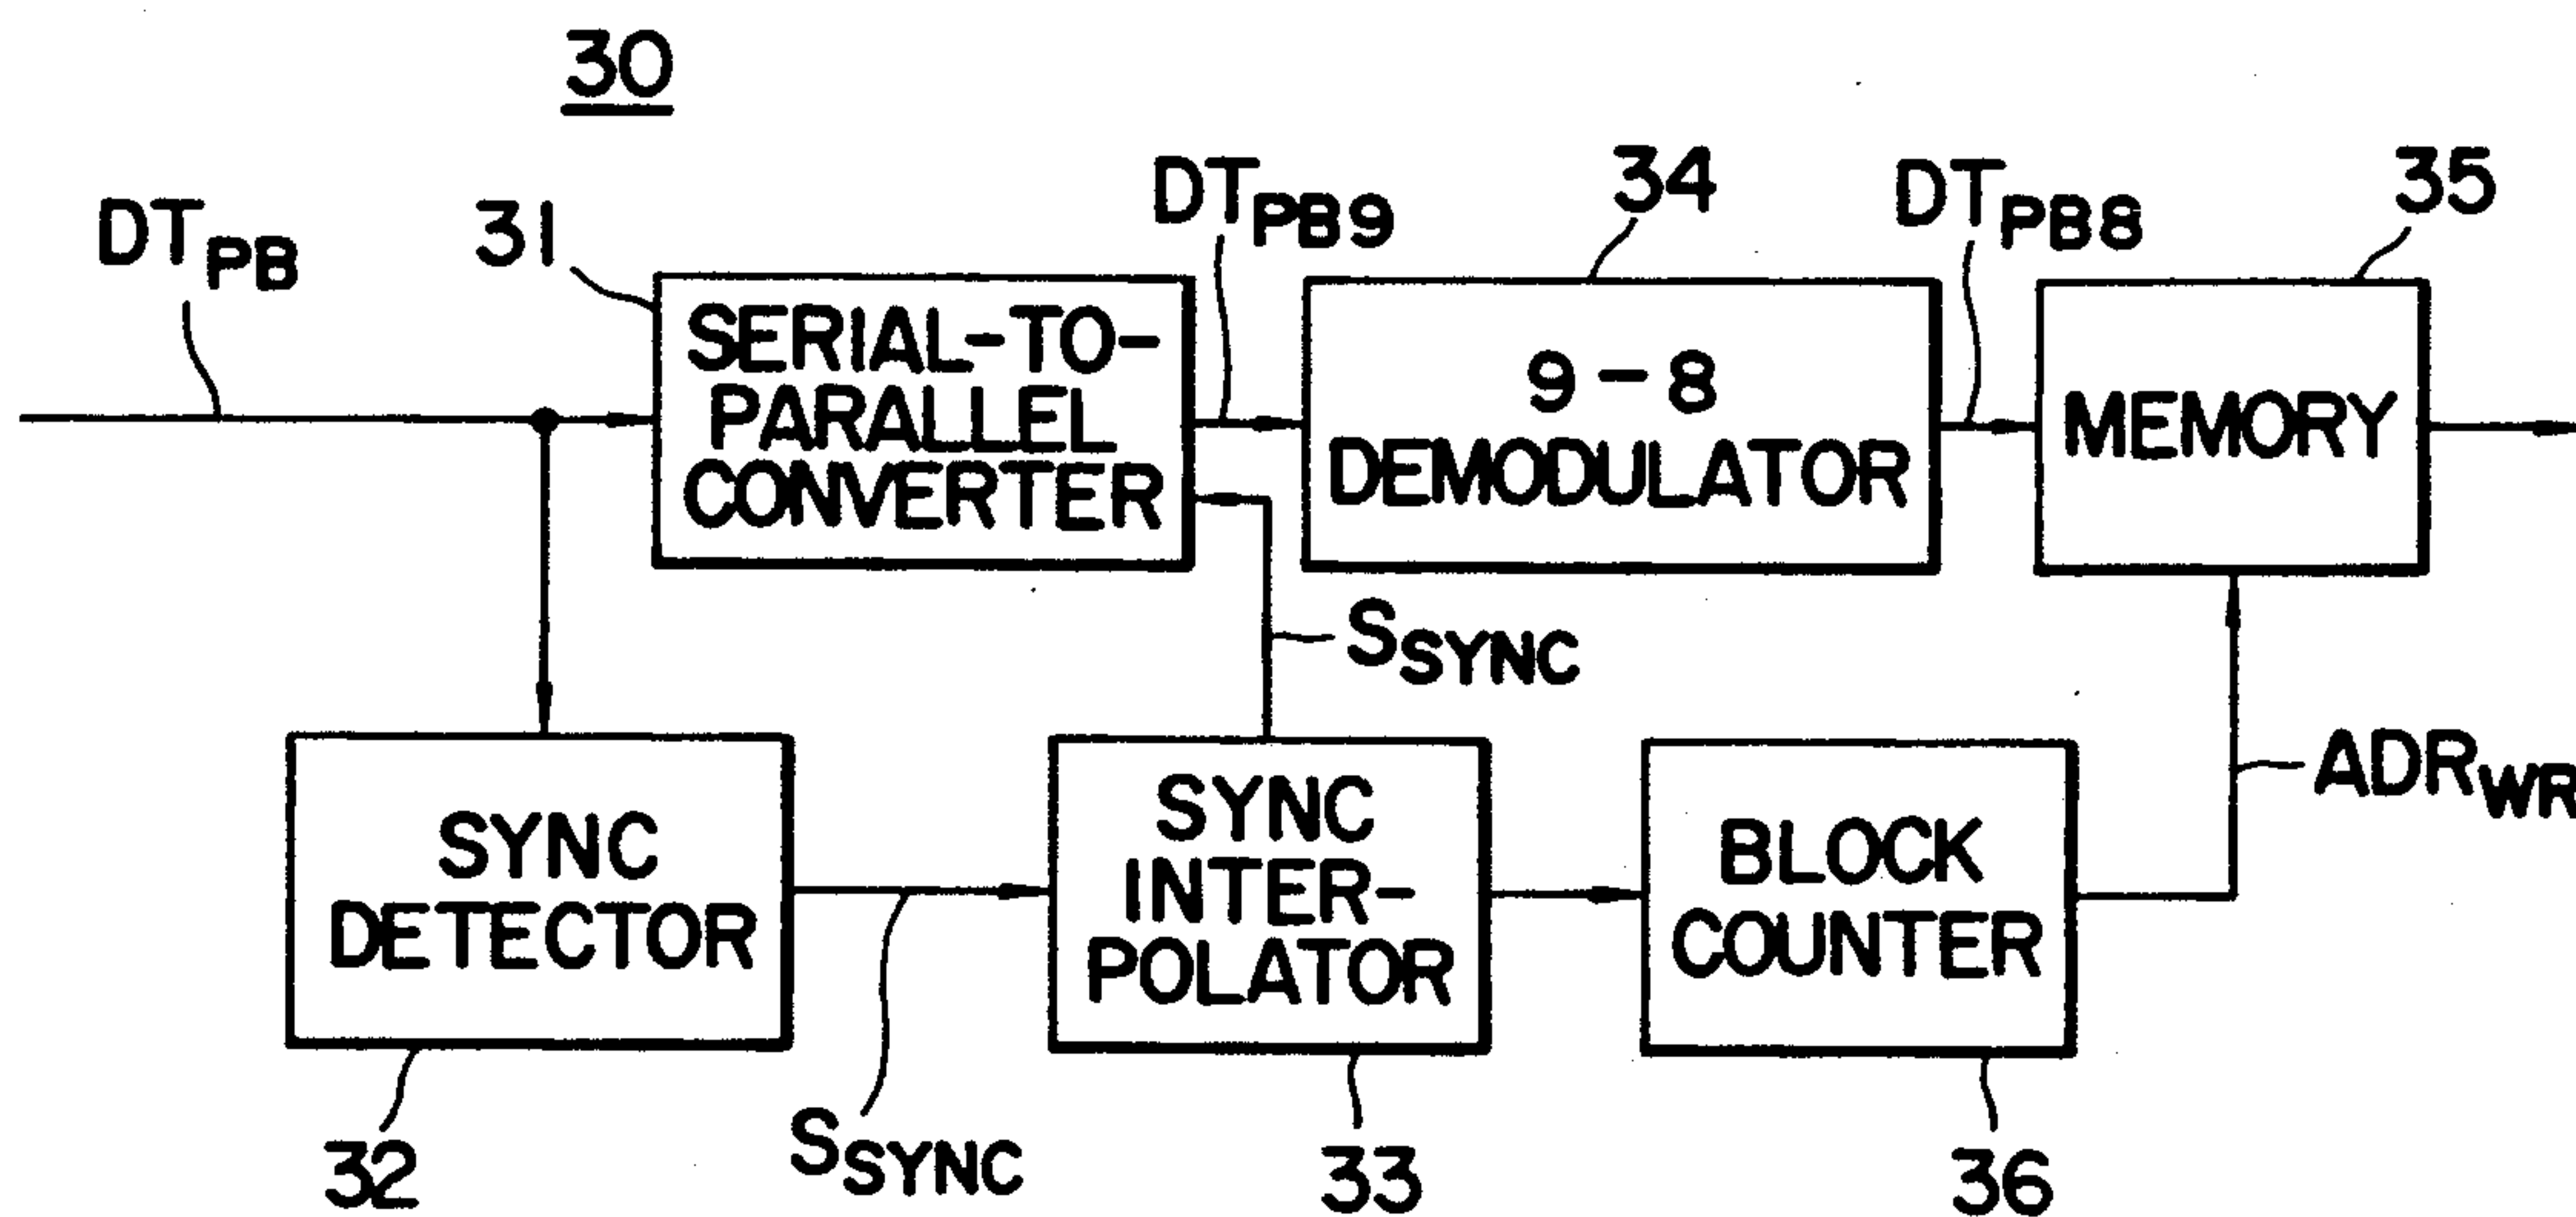 30
DTPB
31
SERIAL-TO-
PARALLEL
CONVERTER
DTPB9
34
9-8
DEMODULATOR
DTPB8
35
MEMORY
SSYNC
ADRWR
SYNC
DETECTOR
32
SSYNC
SYNC
INTER-
POLATOR
33
BLOCK
COUNTER
36